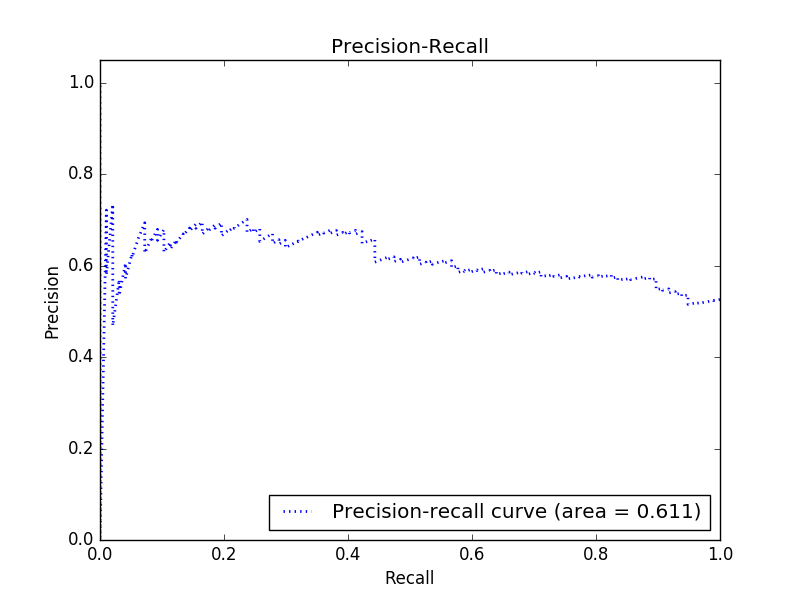 Precision-Recall
1.0
0.8
0.6
0.4
0.2
0.0
Precision
Precision-recall curve (area = 0.611)
0.0 0.2 0.4 0.6 0.8 1.0
Recall